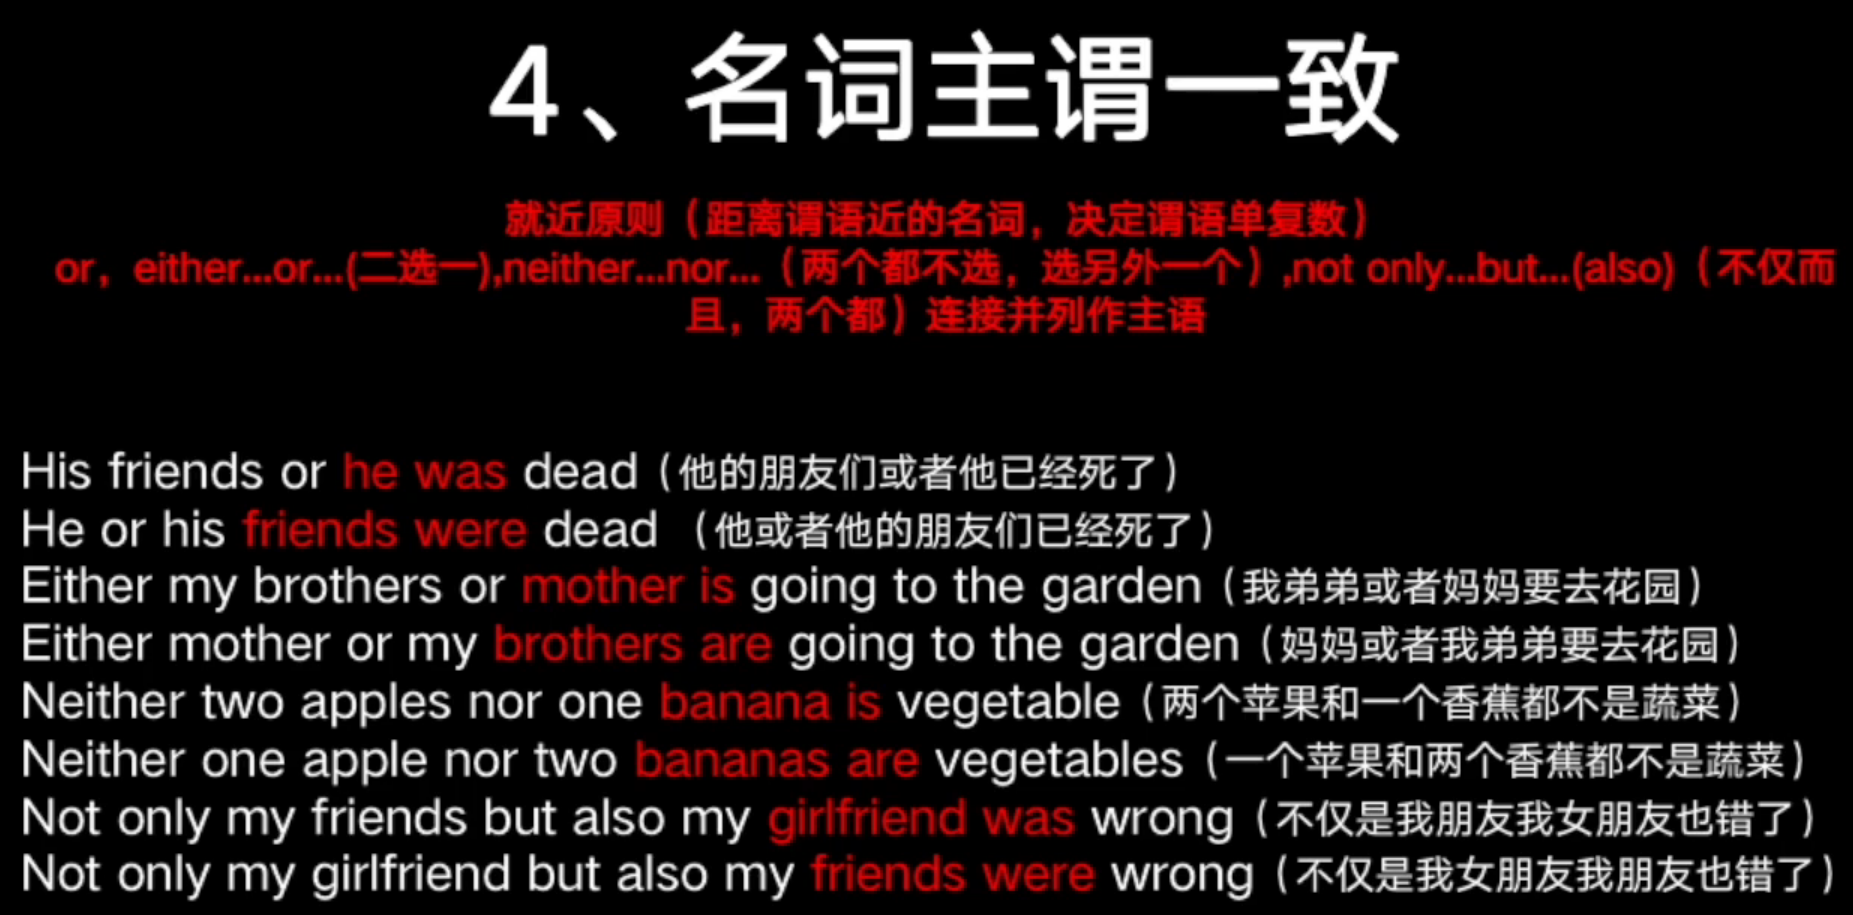 4、名词主谓一致
就近原则（距离谓语近的名词，决定谓语单复数）
or，either...or...(二选一),neither...nor...（两个都不选，选另外一个）,not only...but...(also)（不仅而
且，两个都）连接并列作主语
His friends or he was dead（他的朋友们或者他已经死了）
He or his friends were dead （他或者他的朋友们已经死了）
Either my brothers or mother is going to the garden（我弟弟或者妈妈要去花园）
Either mother or my brothers are going to the garden（妈妈或者我弟弟要去花园）
Neither two apples nor one banana is vegetable（两个苹果和一个香蕉都不是蔬菜）
Neither one apple nor two bananas are vegetables（一个苹果和两个香蕉都不是蔬菜）
Not only my friends but also my girlfriend was wrong（不仅是我朋友我女朋友也错了）
Not only my girlfriend but also my friends were wrong（不仅是我女朋友我朋友也错了）